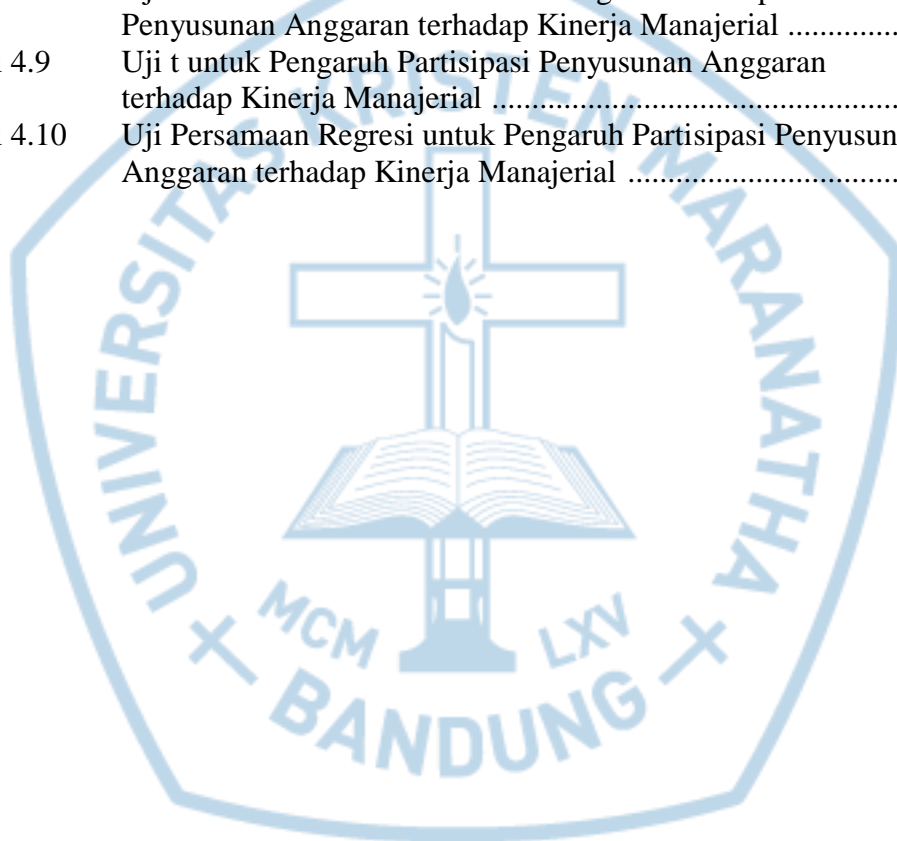 Penyusunan Anggaran terhadap Kinerja Manajerial ..............
4.9 Uji t untuk Pengaruh Partisipasi Penyusunan Anggaran
terhadap Kinerja Manajerial ..........................................
4.10 Uji Persamaan Regresi untuk Pengaruh Partisipasi Penyusun
Anggaran terhadap Kinerja Manajerial ................................
UNIVERSITAS KRISTEN MARANATHA
MCM LXV
BANDUNG